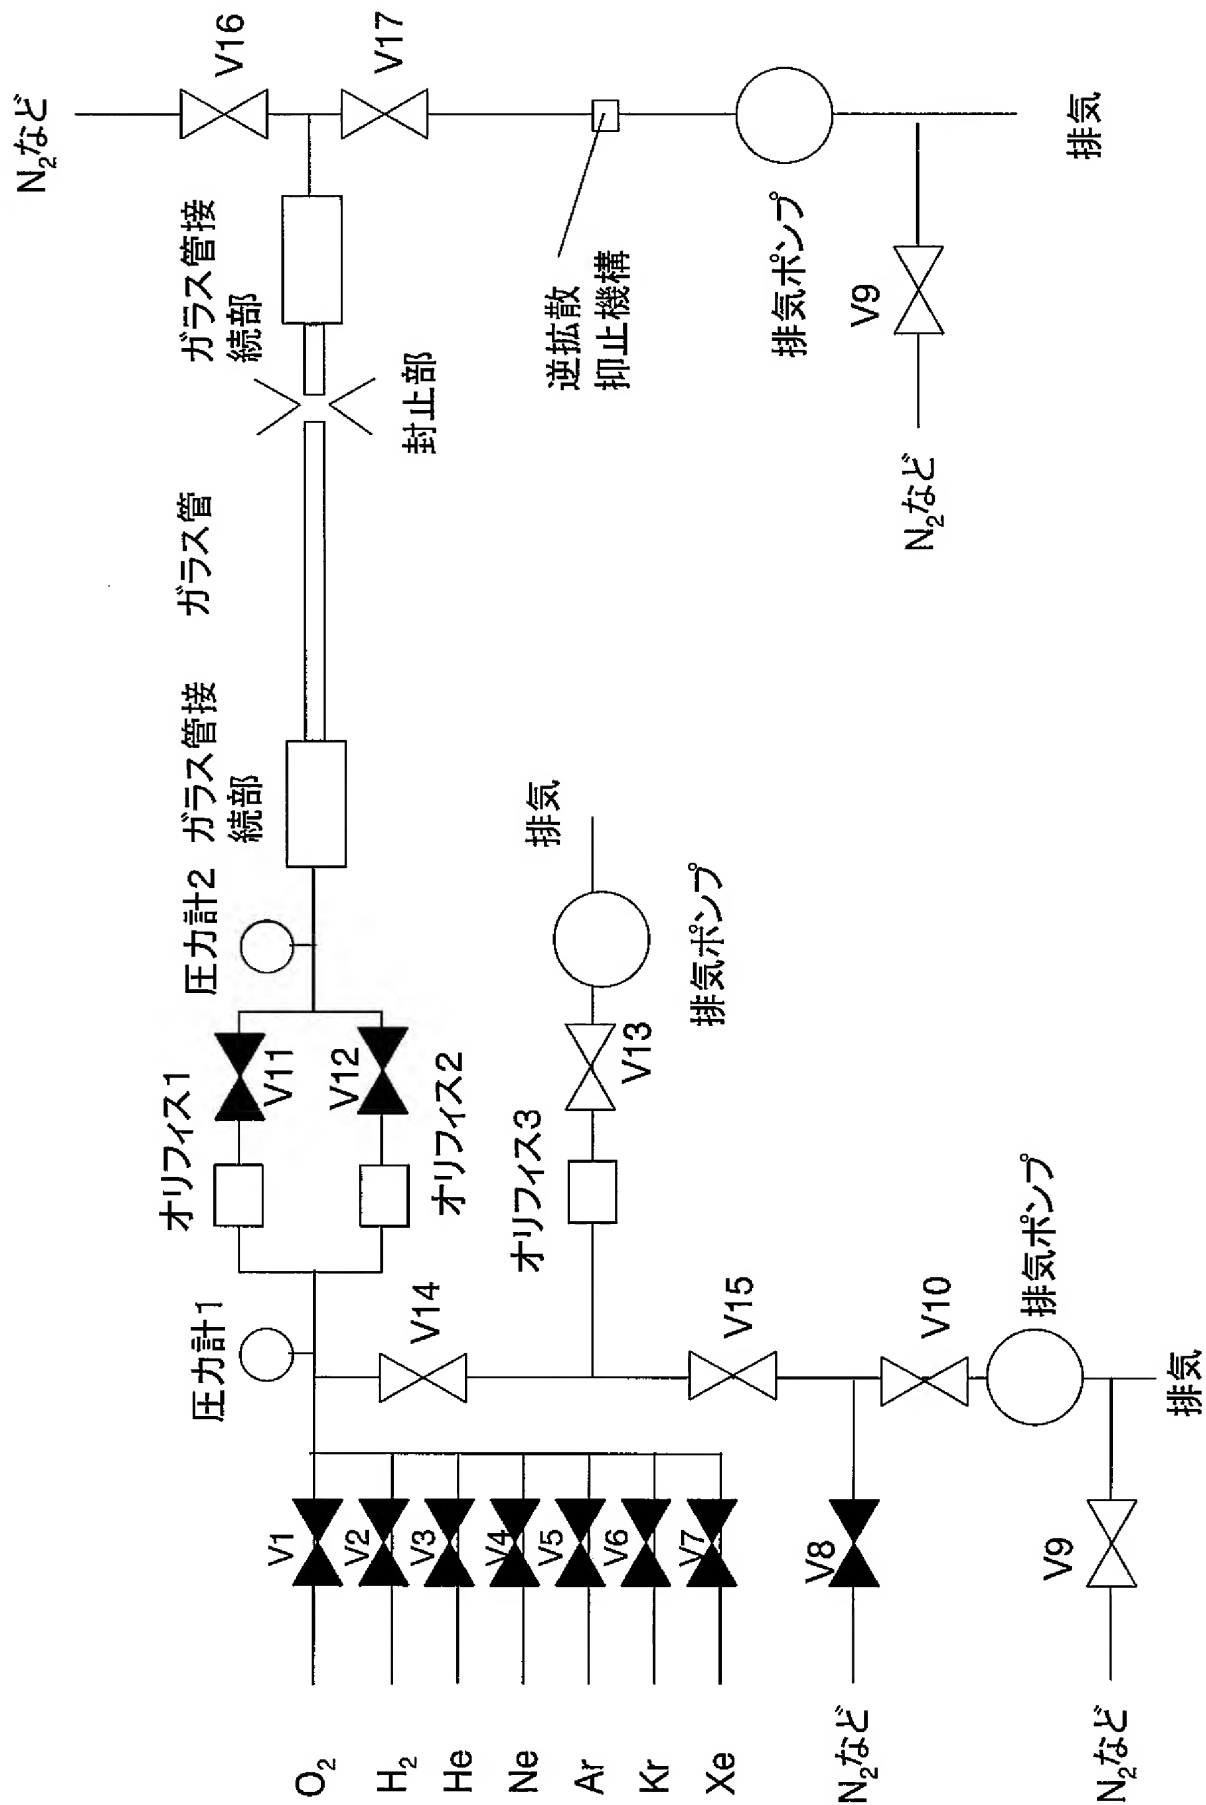 N₂など
V16
V17
ガラス管接
続部
封止部
逆拡散
抑止機構
排気ポンプ
排気
V9
N₂など
ガラス管
ガラス管接
続部
圧力計2
オリフィス1
V11
V12
オリフィス2
圧力計1
V14
オリフィス3
V13
排気ポンプ
排気
V15
V10
排気ポンプ
排気
V1
V2
V3
V4
V5
V6
V7
V8
V9
O₂
H₂
He
Ne
Ar
Kr
Xe
N₂など
N₂など